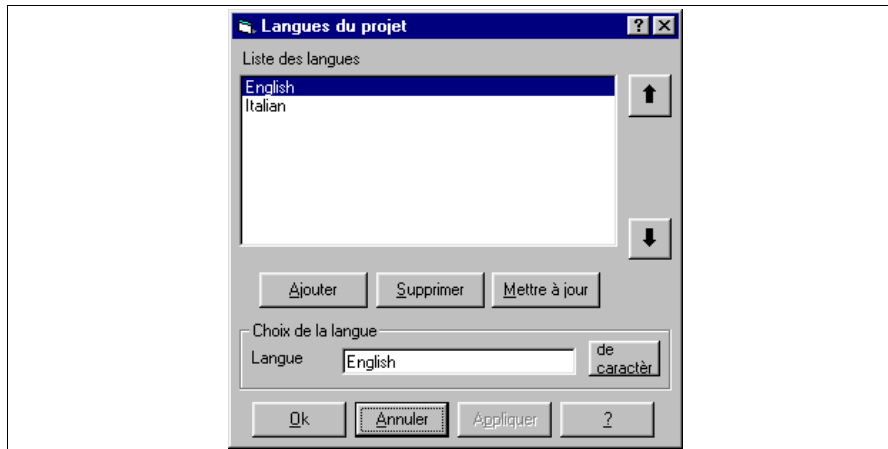 Langues du projet
Liste des langues
English
Italian
Ajouter Supprimer Mettre à jour
Choix de la langue
Langue English de
caractèr
Ok Annuler Appliquer ?